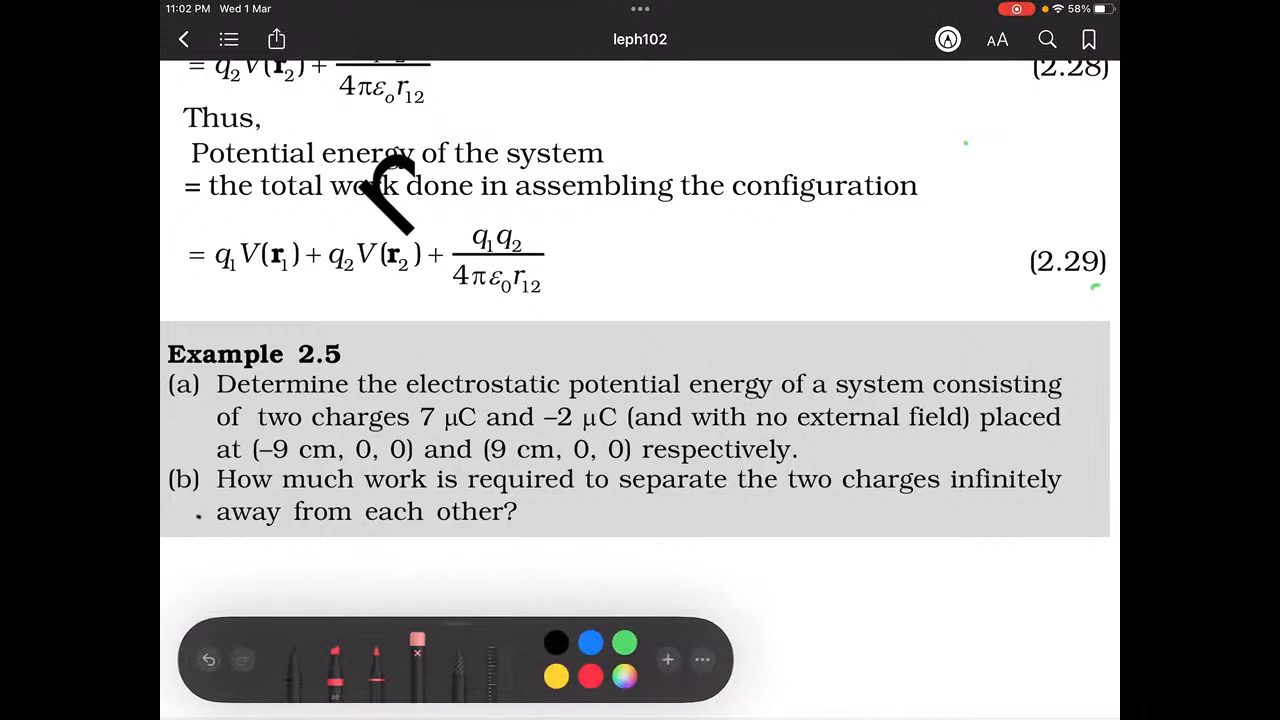 11:02 PM Wed 1 Mar
58%
leph102
AA
= q₂V(r₂) + 4πεₒr₁₂ (2.28)
Thus,
Potential energy of the system
= the total work done in assembling the configuration
= q₁V(r₁) + q₂V(r₂) + q₁q₂ / 4πε₀r₁₂ (2.29)
Example 2.5
(a) Determine the electrostatic potential energy of a system consisting
of two charges 7 μC and –2 μC (and with no external field) placed
at (–9 cm, 0, 0) and (9 cm, 0, 0) respectively.
(b) How much work is required to separate the two charges infinitely
away from each other?